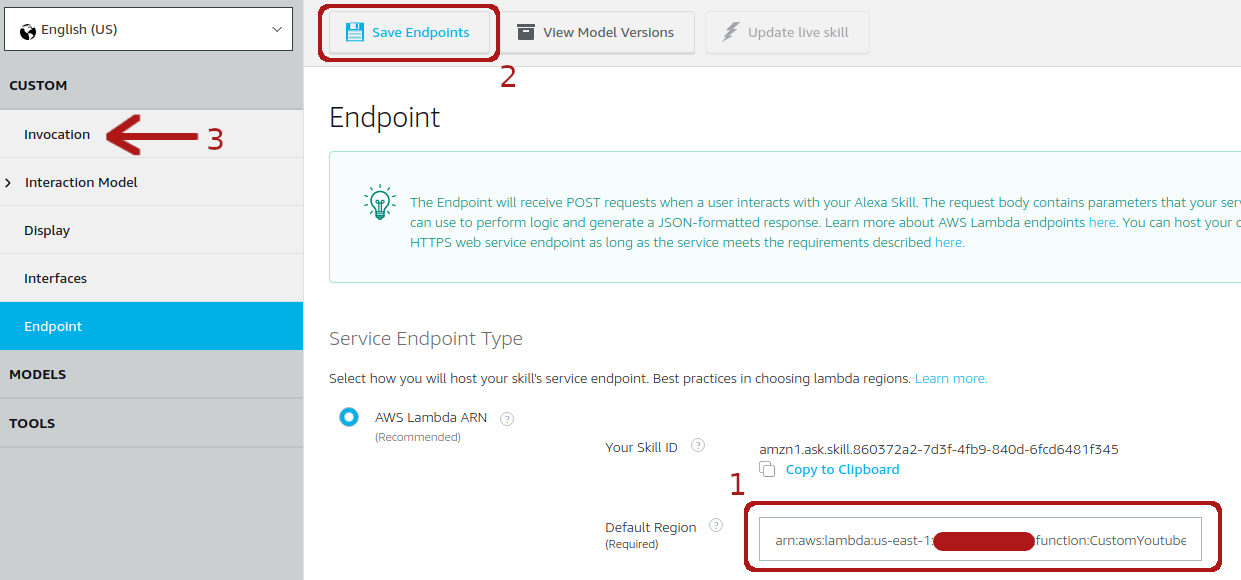 English (US)
CUSTOM
Invocation
3
Interaction Model
Display
Interfaces
Endpoint
MODELS
TOOLS
Save Endpoints
View Model Versions
Update live skill
2
Endpoint
The Endpoint will receive POST requests when a user interacts with your Alexa Skill. The request body contains parameters that your serv
can use to perform logic and generate a JSON-formatted response. Learn more about AWS Lambda endpoints here. You can host your o
HTTPS web service endpoint as long as the service meets the requirements described here.
Service Endpoint Type
Select how you will host your skill's service endpoint. Best practices in choosing lambda regions. Learn more.
AWS Lambda ARN ?
(Recommended)
Your Skill ID ?
amzn1.ask.skill.860372a2-7d3f-4fb9-840d-6fcd6481f345
Copy to Clipboard
1
Default Region ?
(Required)
arn:aws:lambda:us-east-1: function:CustomYoutube